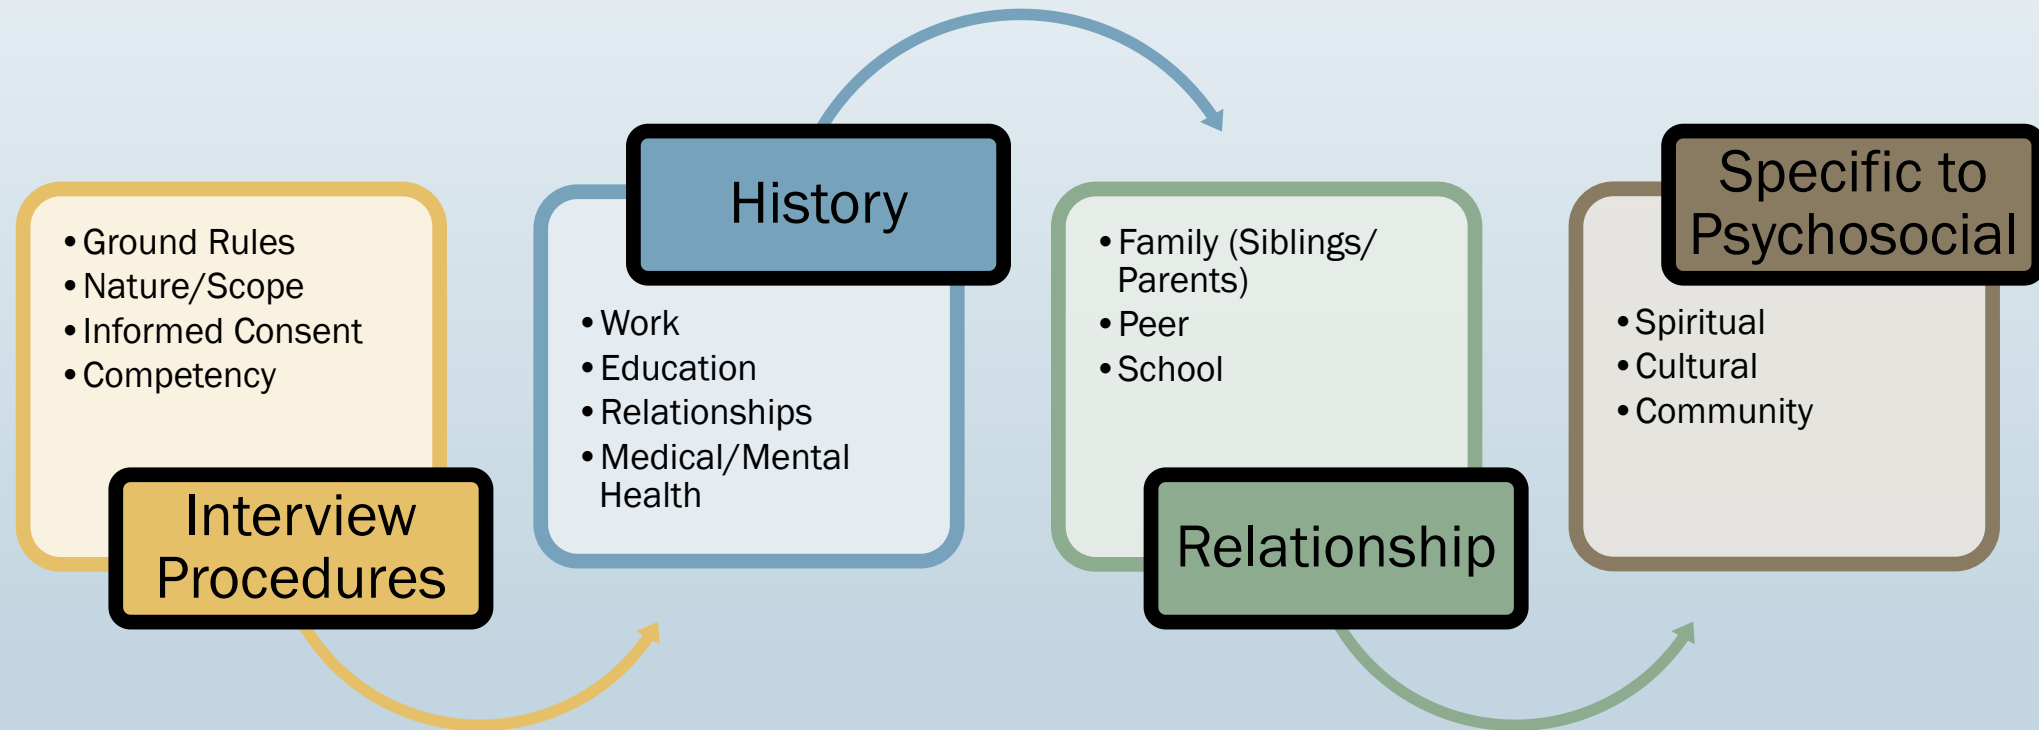 • Ground Rules
• Nature/Scope
• Informed Consent
• Competency
Interview
Procedures
History
• Work
• Education
• Relationships
• Medical/Mental
Health
• Family (Siblings/
Parents)
• Peer
• School
Relationship
Specific to
Psychosocial
• Spiritual
• Cultural
• Community